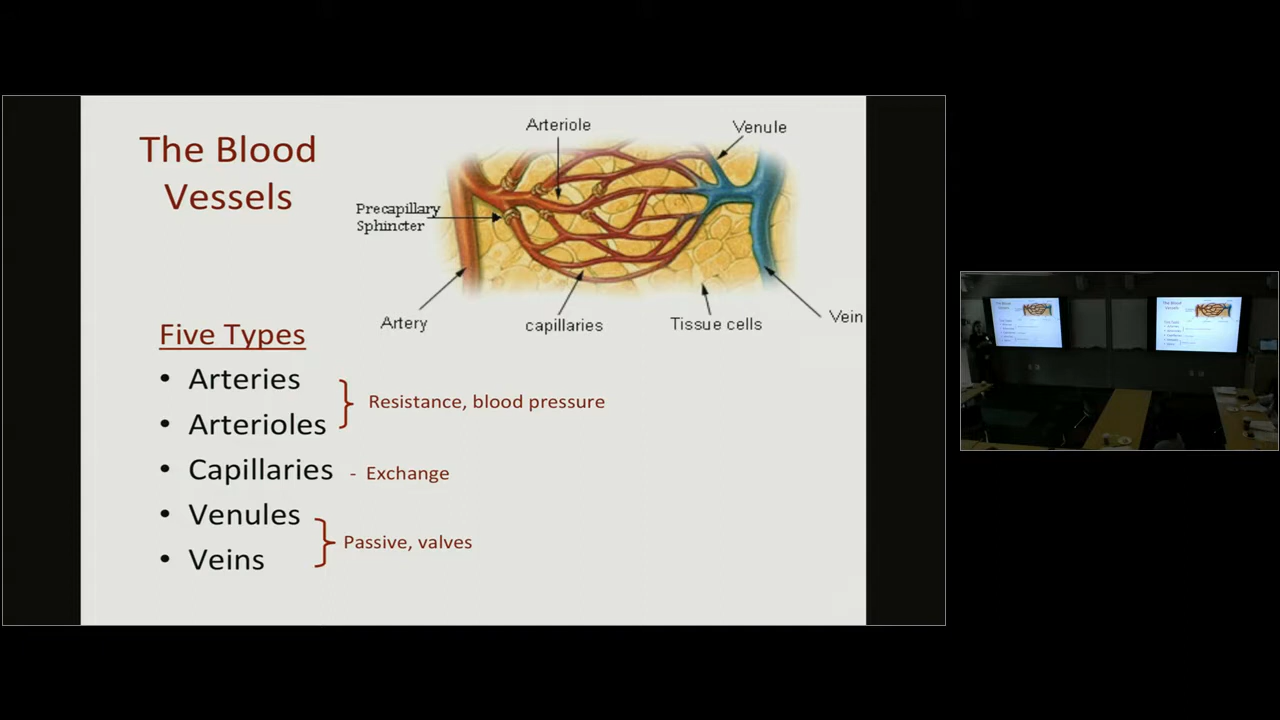 The Blood
Vessels
Arteriole
Venule
Precapillary
Sphincter
Artery
capillaries
Tissue cells
Vein
Five Types
• Arteries
• Arterioles
} Resistance, blood pressure
• Capillaries - Exchange
• Venules
• Veins
} Passive, valves